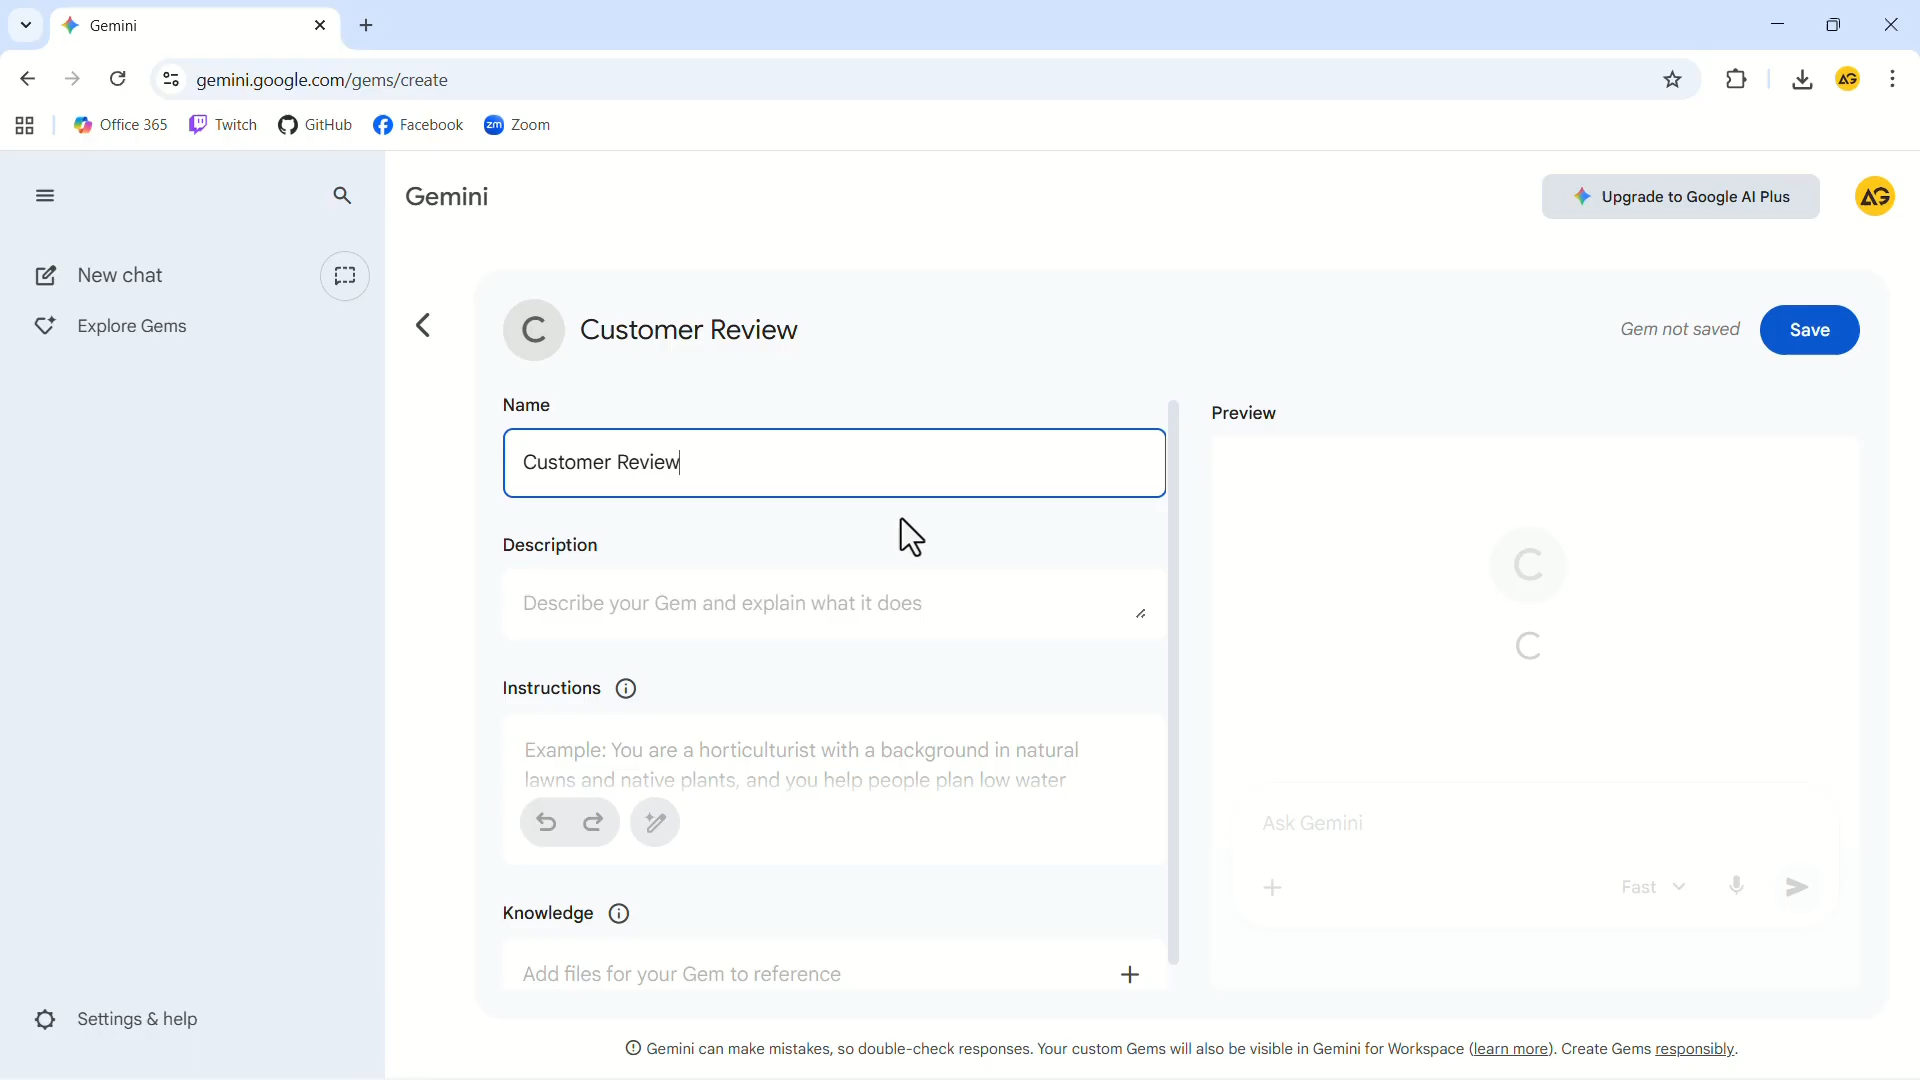 Gemini
gemini.google.com/gems/create
Office 365
Twitch
GitHub
Facebook
zm Zoom
Gemini
Upgrade to Google AI Plus
AG
New chat
Explore Gems
C
Customer Review
Gem not saved
Save
Name
Customer Review
Description
Describe your Gem and explain what it does
Instructions
Example: You are a horticulturist with a background in natural
lawns and native plants, and you help people plan low water
Knowledge
Add files for your Gem to reference
Preview
C
C
Ask Gemini
Fast
Settings & help
Gemini can make mistakes, so double-check responses. Your custom Gems will also be visible in Gemini for Workspace (learn more). Create Gems responsibly.